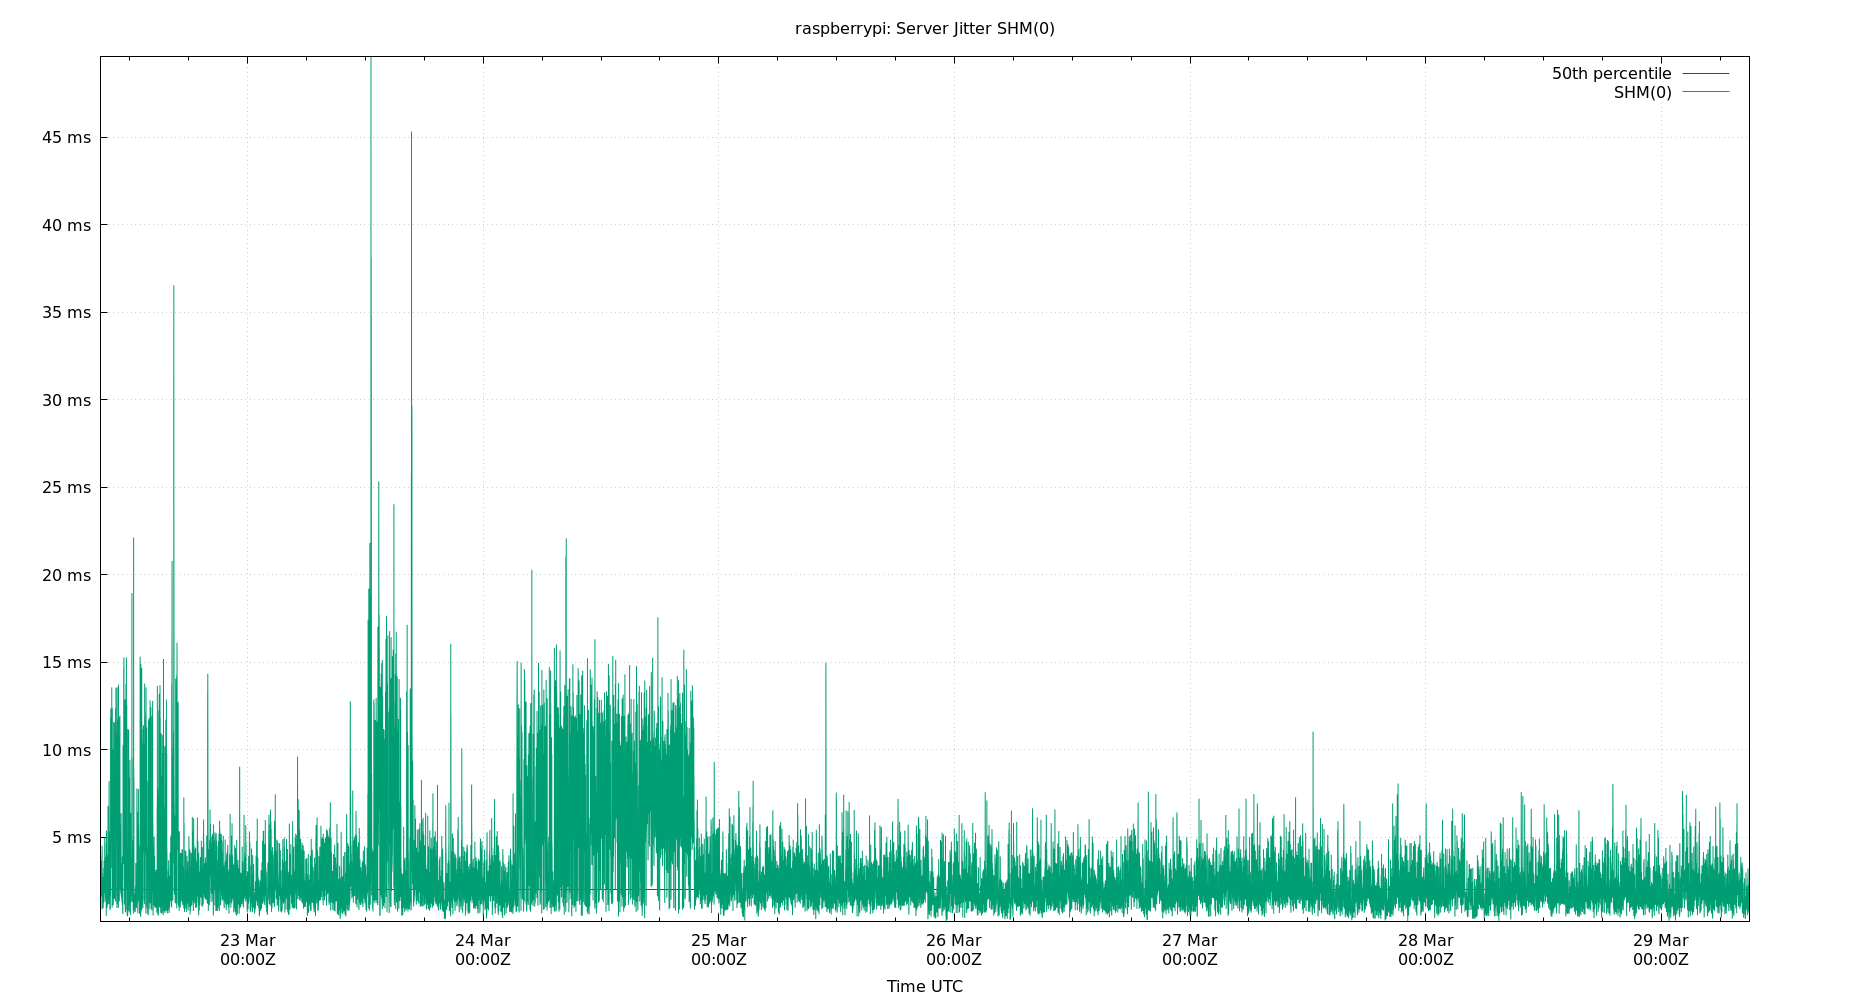 raspberrypi: Server Jitter SHM(0)
50th percentile
SHM(0)
45 ms
40 ms
35 ms
30 ms
25 ms
20 ms
15 ms
10 ms
5 ms
23 Mar 24 Mar 25 Mar 26 Mar 27 Mar 28 Mar 29 Mar
00:00Z 00:00Z 00:00Z 00:00Z 00:00Z 00:00Z 00:00Z
Time UTC